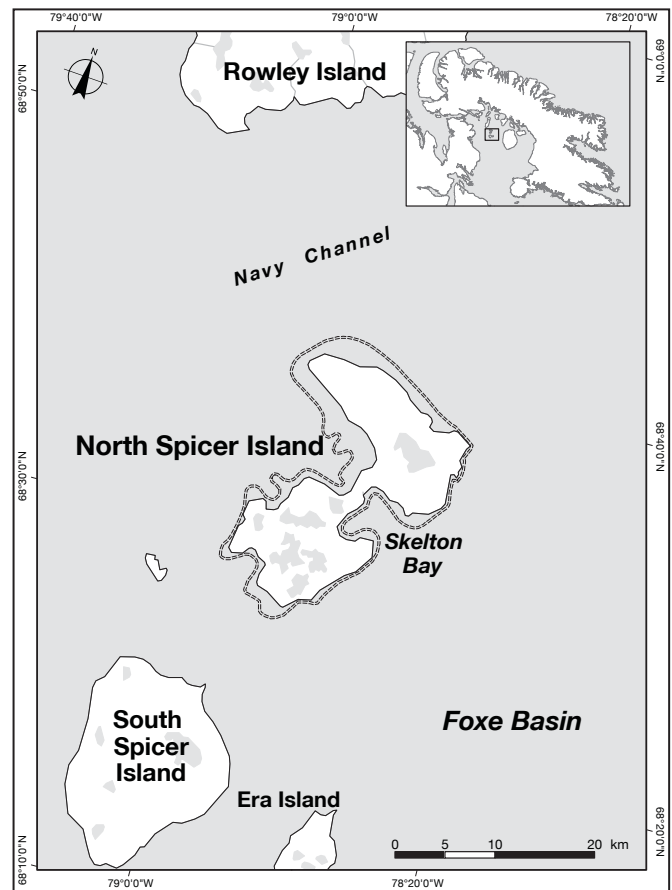 79°40'0"W
79°0'0"W
78°20'0"W
N
Rowley Island
69°0'0"N
68°50'0"N
Navy Channel
North Spicer Island
68°40'0"N
68°30'0"N
Skelton
Bay
South
Spicer
Island
Foxe Basin
Era Island
0 5 10 20 km
68°20'0"N
68°10'0"N
79°0'0"W
78°20'0"W